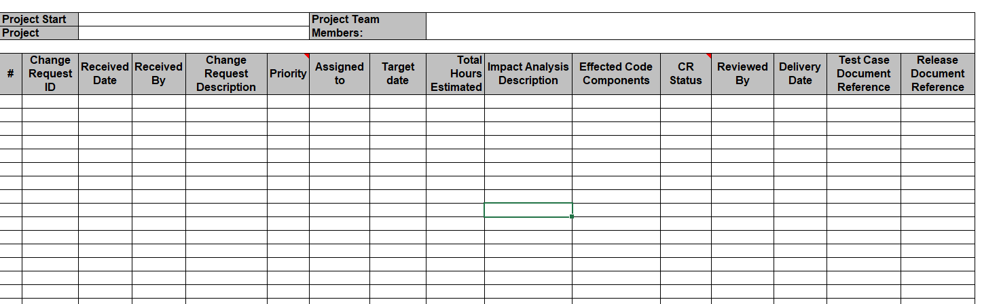 Project Start
Project Team
Project
Members:
#
Change
Request
ID
Received
Date
Received
By
Change
Request
Description
Priority
Assigned
to
Target
date
Total
Hours
Estimated
Impact Analysis
Description
Effected Code
Components
CR
Status
Reviewed
By
Delivery
Date
Test Case
Document
Reference
Release
Document
Reference